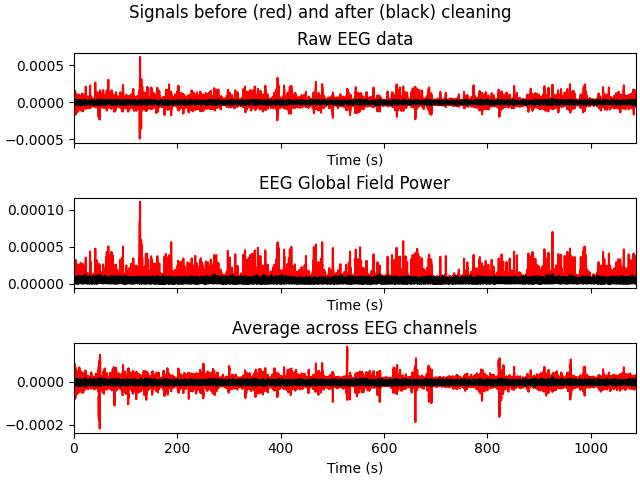 Signals before (red) and after (black) cleaning
Raw EEG data
0.0005
0.0000
−0.0005
Time (s)
EEG Global Field Power
0.00010
0.00005
0.00000
Time (s)
Average across EEG channels
0.0000
−0.0002
0 200 400 600 800 1000
Time (s)